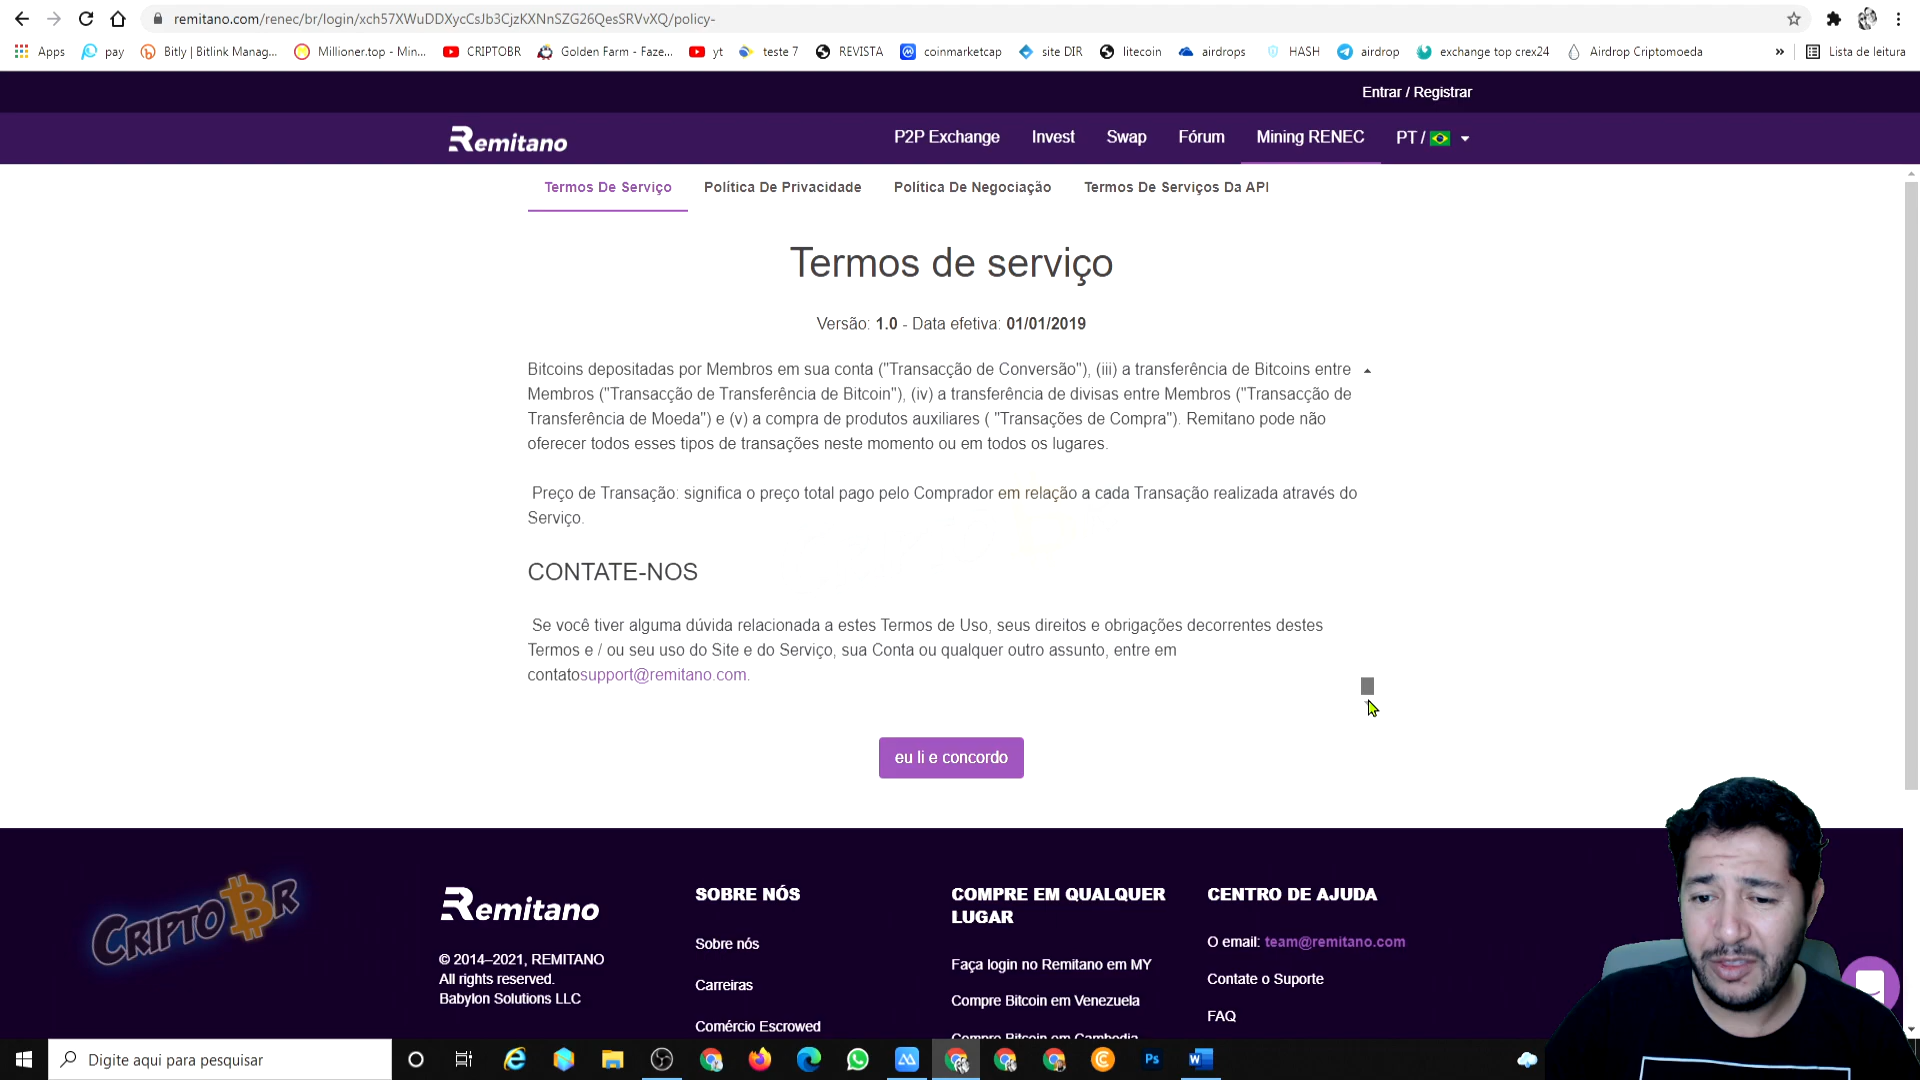 remitano.com/renec/br/login/xch57XWuDDXycCsJb3CjzKXNnSZG26QesSRVvXQ/policy-
Apps pay Bitly | Bitlink Manag... Millioner.top - Min... CRIPTOBR Golden Farm - Faze... yt teste 7 REVISTA coinmarketcap site DIR litecoin airdrops HASH airdrop exchange top crex24 Airdrop Criptomoeda » Lista de leitura
Entrar / Registrar
Remitano P2P Exchange Invest Swap Fórum Mining RENEC PT /
Termos De Serviço Política De Privacidade Política De Negociação Termos De Serviços Da API
Termos de serviço
Versão: 1.0 - Data efetiva: 01/01/2019
Bitcoins depositadas por Membros em sua conta ("Transacção de Conversão"), (iii) a transferência de Bitcoins entre
Membros ("Transacção de Transferência de Bitcoin"), (iv) a transferência de divisas entre Membros ("Transacção de
Transferência de Moeda") e (v) a compra de produtos auxiliares ( "Transações de Compra"). Remitano pode não
oferecer todos esses tipos de transações neste momento ou em todos os lugares.
Preço de Transação: significa o preço total pago pelo Comprador em relação a cada Transação realizada através do
Serviço.
CONTATE-NOS
Se você tiver alguma dúvida relacionada a estes Termos de Uso, seus direitos e obrigações decorrentes destes
Termos e / ou seu uso do Site e do Serviço, sua Conta ou qualquer outro assunto, entre em
contatosupport@remitano.com.
eu li e concordo
CRIPTOBR
Remitano
© 2014–2021, REMITANO
All rights reserved.
Babylon Solutions LLC
SOBRE NÓS
Sobre nós
Carreiras
Comércio Escrowed
COMPRE EM QUALQUER
LUGAR
Faça login no Remitano em MY
Compre Bitcoin em Venezuela
Compre Bitcoin em Cambodia
CENTRO DE AJUDA
O email: team@remitano.com
Contate o Suporte
FAQ
Digite aqui para pesquisar
Ps
W